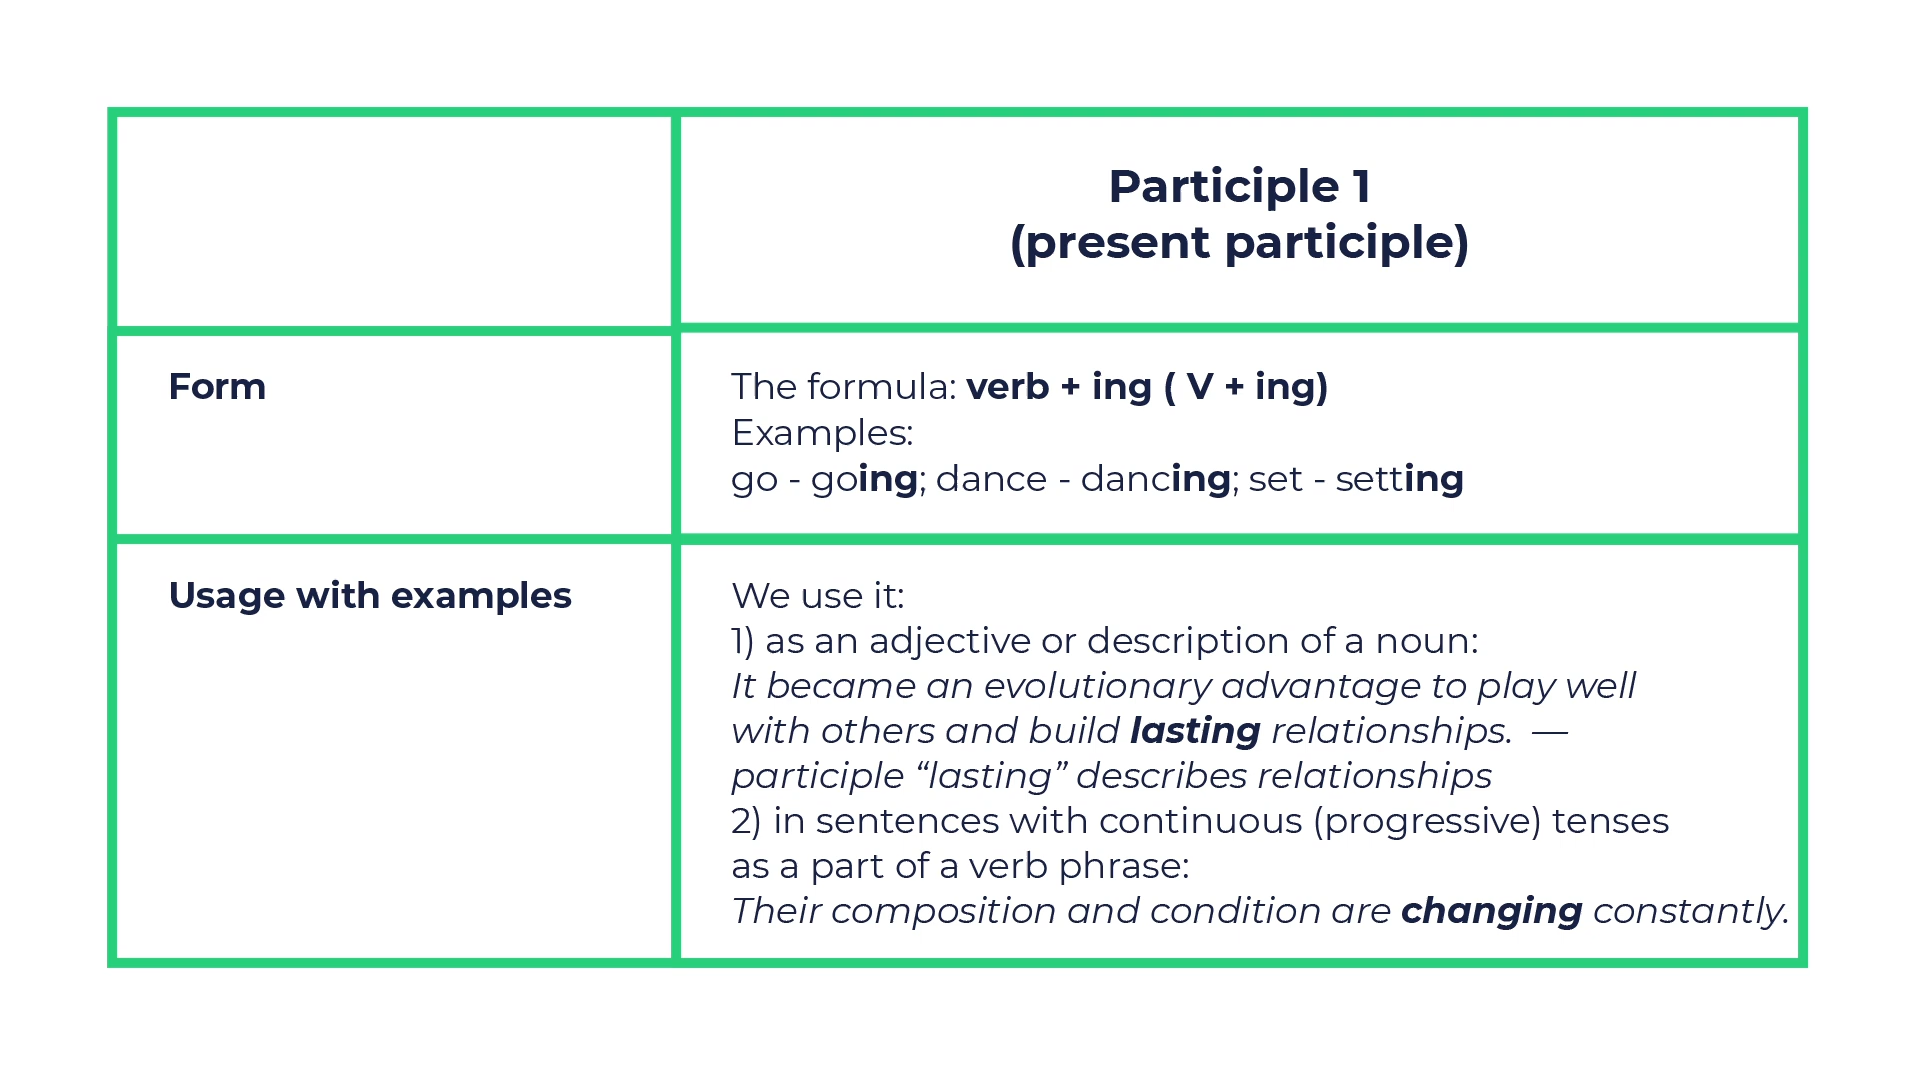 Participle 1
(present participle)
Form
The formula: verb + ing ( V + ing)
Examples:
go - going; dance - dancing; set - setting
Usage with examples
We use it:
1) as an adjective or description of a noun:
It became an evolutionary advantage to play well
with others and build lasting relationships.  —
participle “lasting” describes relationships
2) in sentences with continuous (progressive) tenses
as a part of a verb phrase:
Their composition and condition are changing constantly.